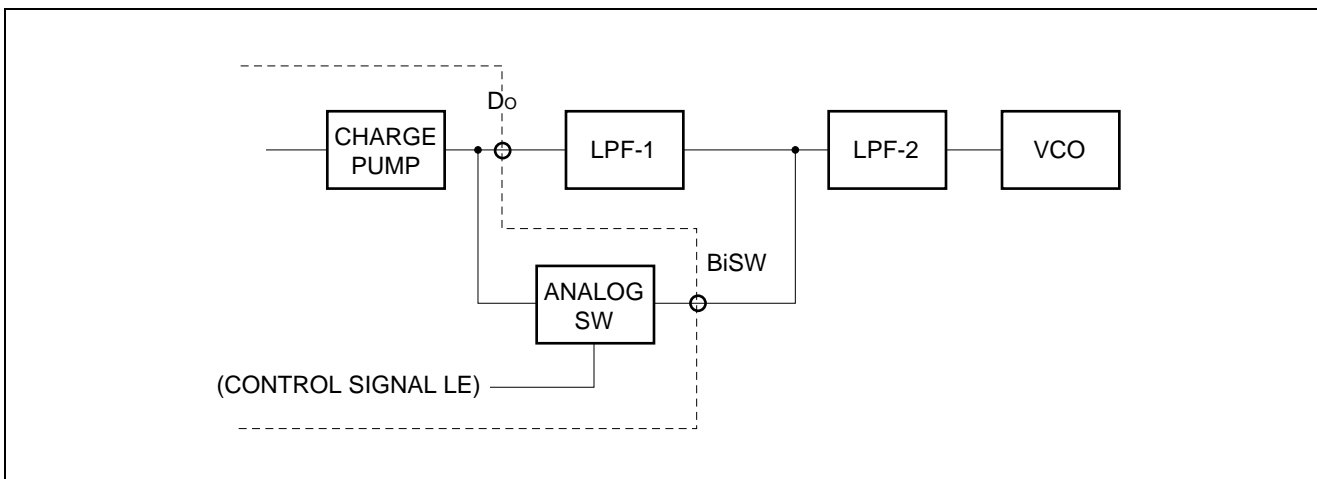 Do
CHARGE
PUMP
LPF-1
LPF-2
VCO
BiSW
ANALOG
SW
(CONTROL SIGNAL LE)